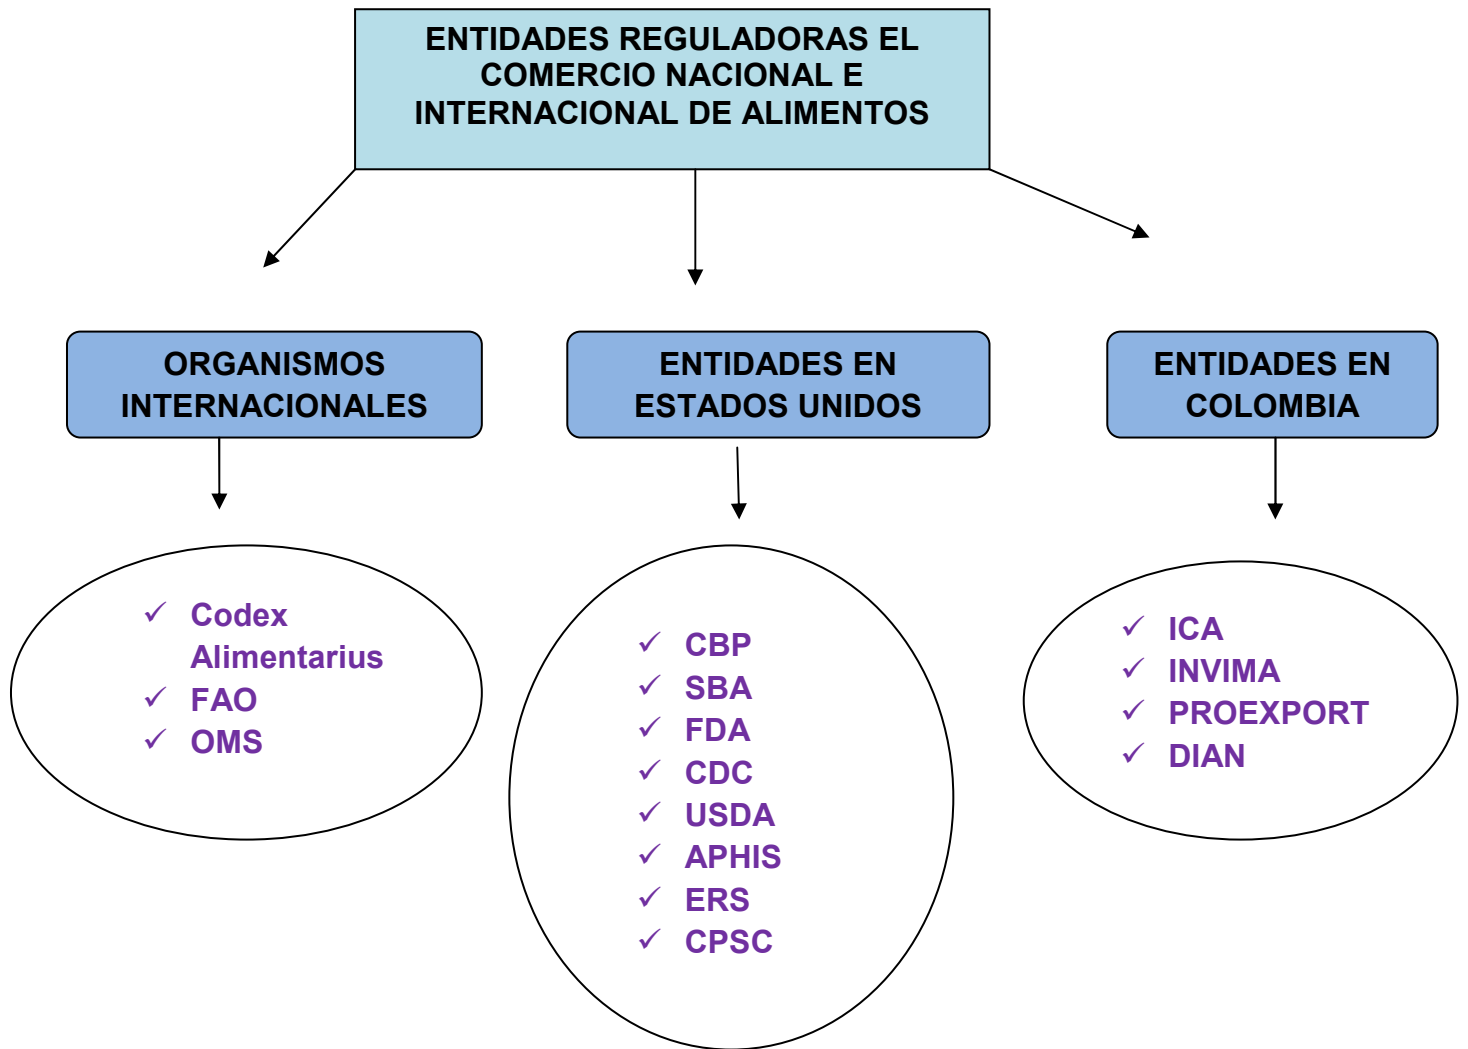 ENTIDADES REGULADORAS EL
COMERCIO NACIONAL E
INTERNACIONAL DE ALIMENTOS
ORGANISMOS
INTERNACIONALES
ENTIDADES EN
ESTADOS UNIDOS
ENTIDADES EN
COLOMBIA
✓ Codex
Alimentarius
✓ FAO
✓ OMS
✓ CBP
✓ SBA
✓ FDA
✓ CDC
✓ USDA
✓ APHIS
✓ ERS
✓ CPSC
✓ ICA
✓ INVIMA
✓ PROEXPORT
✓ DIAN